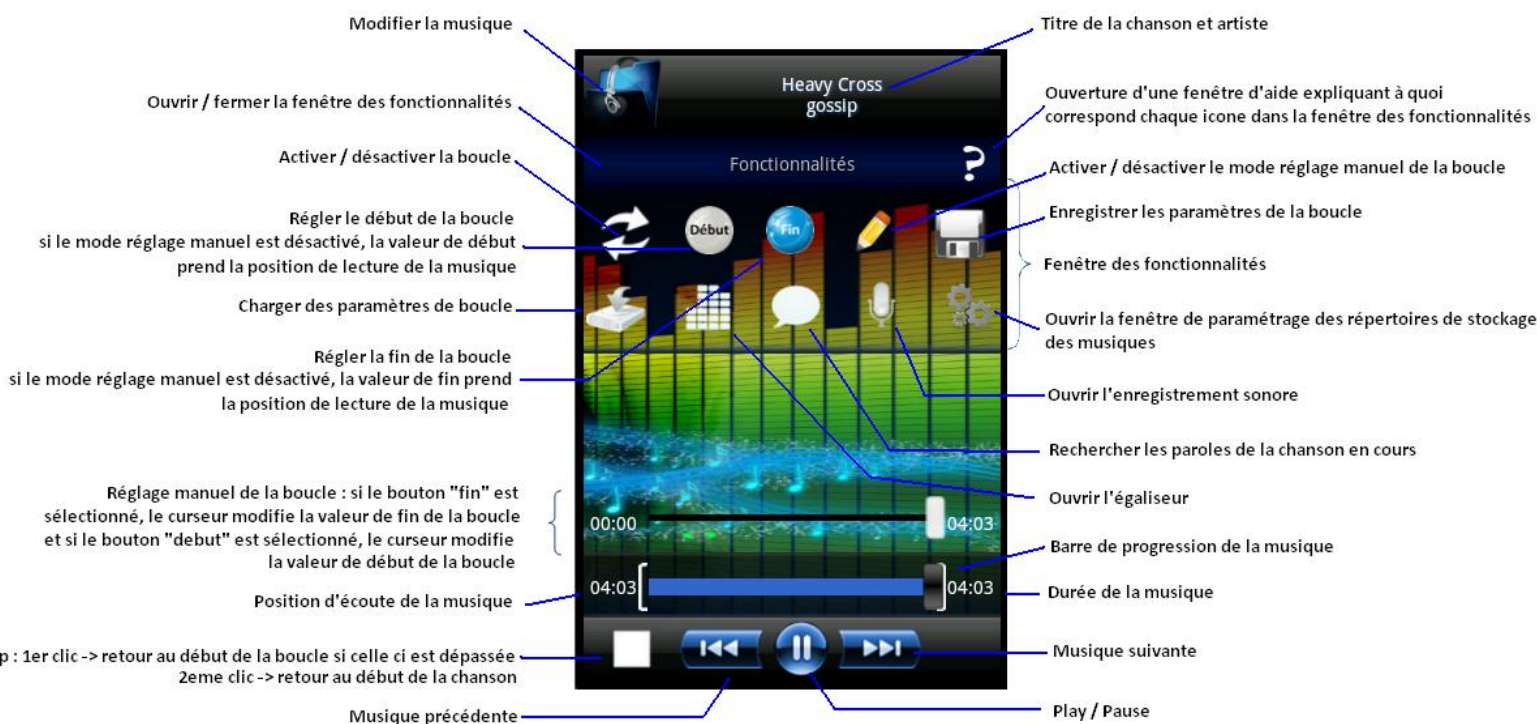 Modifier la musique
Titre de la chanson et artiste
Heavy Cross
gossip
Ouvrir / fermer la fenêtre des fonctionnalités
Ouverture d'une fenêtre d'aide expliquant à quoi
correspond chaque icone dans la fenêtre des fonctionnalités
Activer / désactiver la boucle
Fonctionnalités
?
Activer / désactiver le mode réglage manuel de la boucle
Régler le début de la boucle
si le mode réglage manuel est désactivé, la valeur de début
prend la position de lecture de la musique
Début
Fin
Enregistrer les paramètres de la boucle
Fenêtre des fonctionnalités
Charger des paramètres de boucle
Ouvrir la fenêtre de paramétrage des répertoires de stockage
des musiques
Régler la fin de la boucle
si le mode réglage manuel est désactivé, la valeur de fin prend
la position de lecture de la musique
Ouvrir l'enregistrement sonore
Rechercher les paroles de la chanson en cours
Ouvrir l'égaliseur
Réglage manuel de la boucle : si le bouton "fin" est
sélectionné, le curseur modifie la valeur de fin de la boucle
et si le bouton "debut" est sélectionné, le curseur modifie
la valeur de début de la boucle
00:00
04:03
Barre de progression de la musique
04:03
04:03
Durée de la musique
Position d'écoute de la musique
p : 1er clic -> retour au début de la boucle si celle ci est dépassée
2eme clic -> retour au début de la chanson
Musique suivante
Musique précédente
Play / Pause